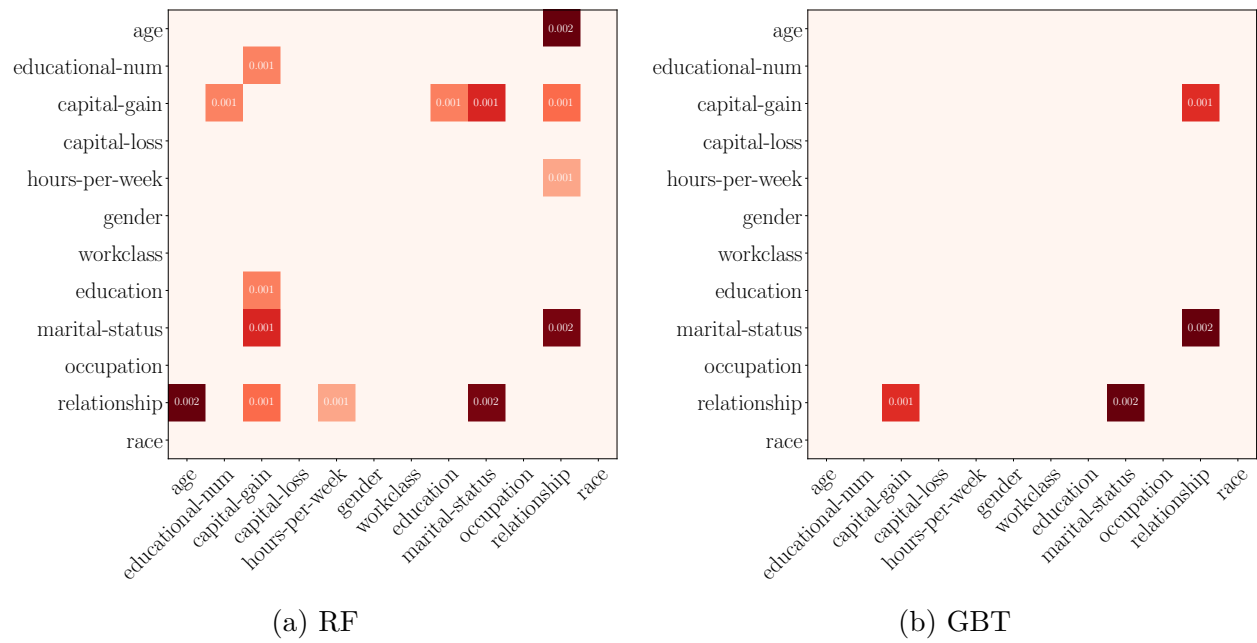 age 0.002
educational-num 0.001
capital-gain 0.001 0.001 0.001 0.001
capital-loss
hours-per-week 0.001
gender
workclass
education 0.001
marital-status 0.001 0.002
occupation
relationship 0.002 0.001 0.001 0.002
race
age
educational-num
capital-gain
capital-loss
hours-per-week
gender
workclass
education
marital-status
occupation
relationship
race
(a) RF
age
educational-num
capital-gain 0.001
capital-loss
hours-per-week
gender
workclass
education
marital-status 0.002
occupation
relationship 0.001 0.002
race
age
educational-num
capital-gain
capital-loss
hours-per-week
gender
workclass
education
marital-status
occupation
relationship
race
(b) GBT